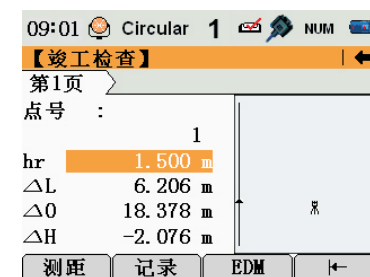 09:01 Circular 1 NUM
【竣工检查】
第1页
点号 :
1
hr 1.500 m
△L 6.206 m
△0 18.378 m
△H -2.076 m
测距 记录 EDM |←